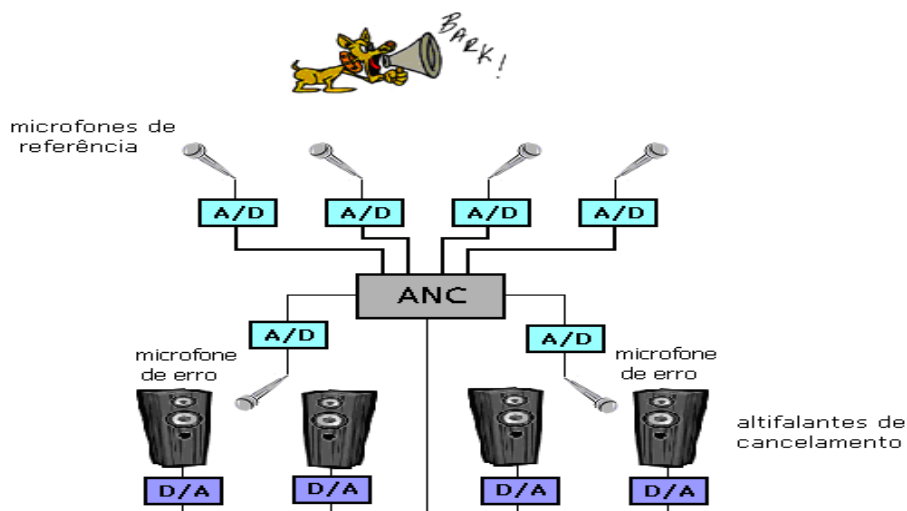 BARK!
microfones de
referência
A/D
A/D
A/D
A/D
ANC
A/D
A/D
microfone
de erro
microfone
de erro
altifalantes de
cancelamento
D/A
D/A
D/A
D/A